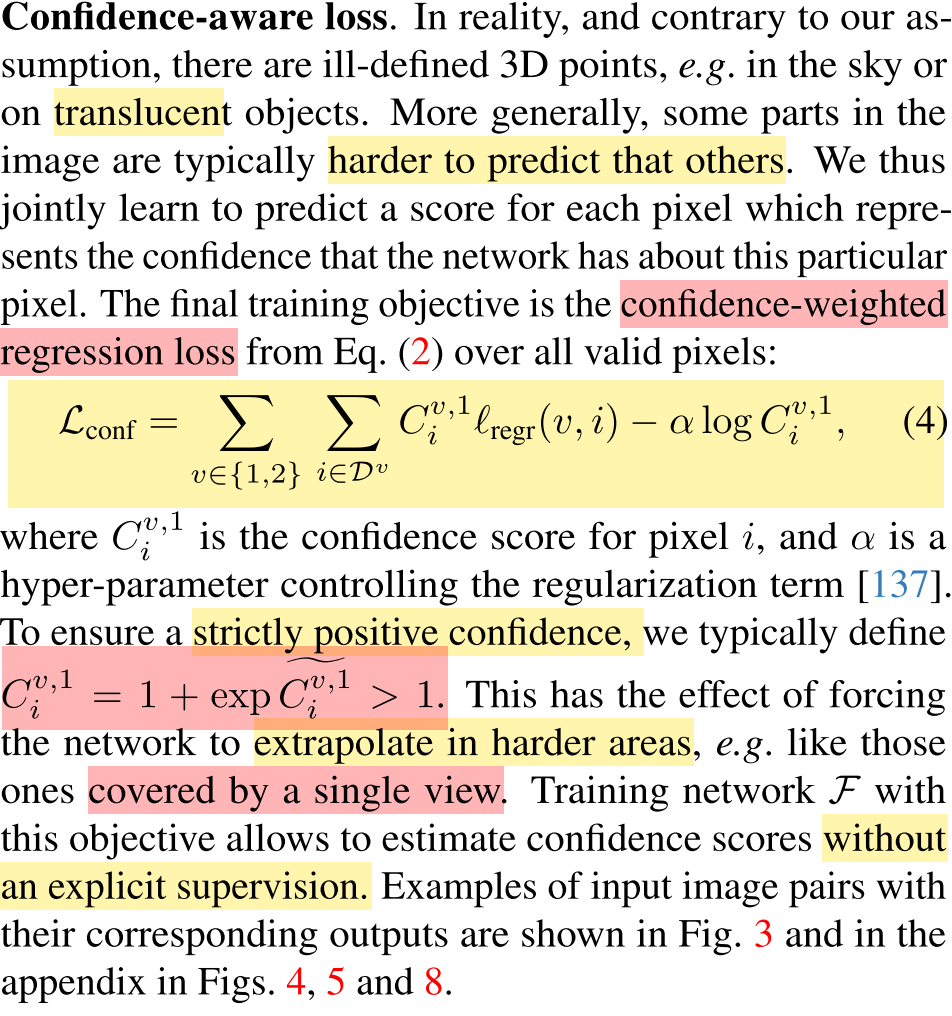 Confidence-aware loss. In reality, and contrary to our as-
sumption, there are ill-defined 3D points, e.g. in the sky or
on translucent objects. More generally, some parts in the
image are typically harder to predict that others. We thus
jointly learn to predict a score for each pixel which repre-
sents the confidence that the network has about this particular
pixel. The final training objective is the confidence-weighted
regression loss from Eq. (2) over all valid pixels:
$\mathcal{L}_{\text{conf}} = \sum_{v \in \{1,2\}} \sum_{i \in \mathcal{D}^v} C_i^{v,1} \ell_{\text{regr}}(v, i) - \alpha \log C_i^{v,1},$ (4)
where $C_i^{v,1}$ is the confidence score for pixel $i$, and $\alpha$ is a
hyper-parameter controlling the regularization term [137].
To ensure a strictly positive confidence, we typically define
$C_i^{v,1} = 1 + \exp \widetilde{C_i^{v,1}} > 1$. This has the effect of forcing
the network to extrapolate in harder areas, e.g. like those
ones covered by a single view. Training network $\mathcal{F}$ with
this objective allows to estimate confidence scores without
an explicit supervision. Examples of input image pairs with
their corresponding outputs are shown in Fig. 3 and in the
appendix in Figs. 4, 5 and 8.